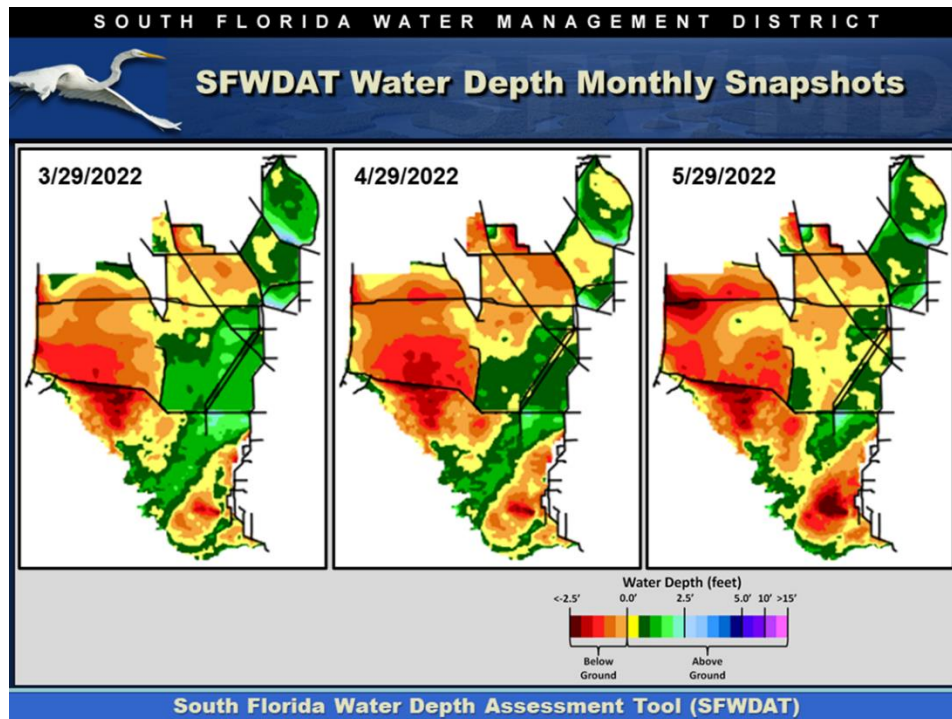 SOUTH FLORIDA WATER MANAGEMENT DISTRICT
SFWDAT Water Depth Monthly Snapshots
SFWMD
3/29/2022
4/29/2022
5/29/2022
Water Depth (feet)
<-2.5' 0.0' 2.5' 5.0' 10' >15'
Below Ground
Above Ground
South Florida Water Depth Assessment Tool (SFWDAT)